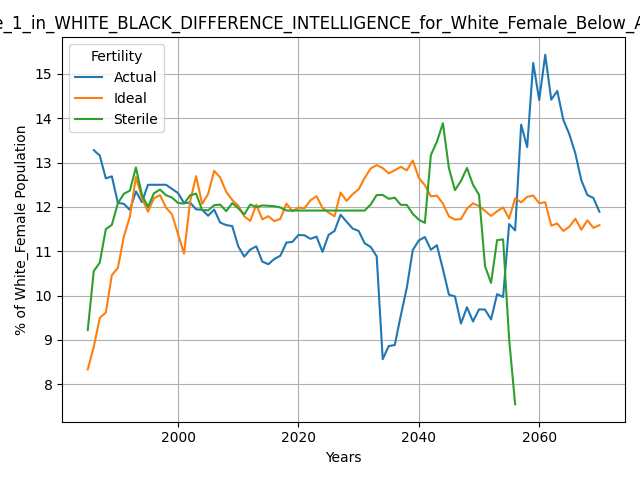 e_1_in_WHITE_BLACK_DIFFERENCE_INTELLIGENCE_for_White_Female_Below_A
Fertility
Actual
Ideal
Sterile
% of White_Female Population
15
14
13
12
11
10
9
8
2000
2020
2040
2060
Years